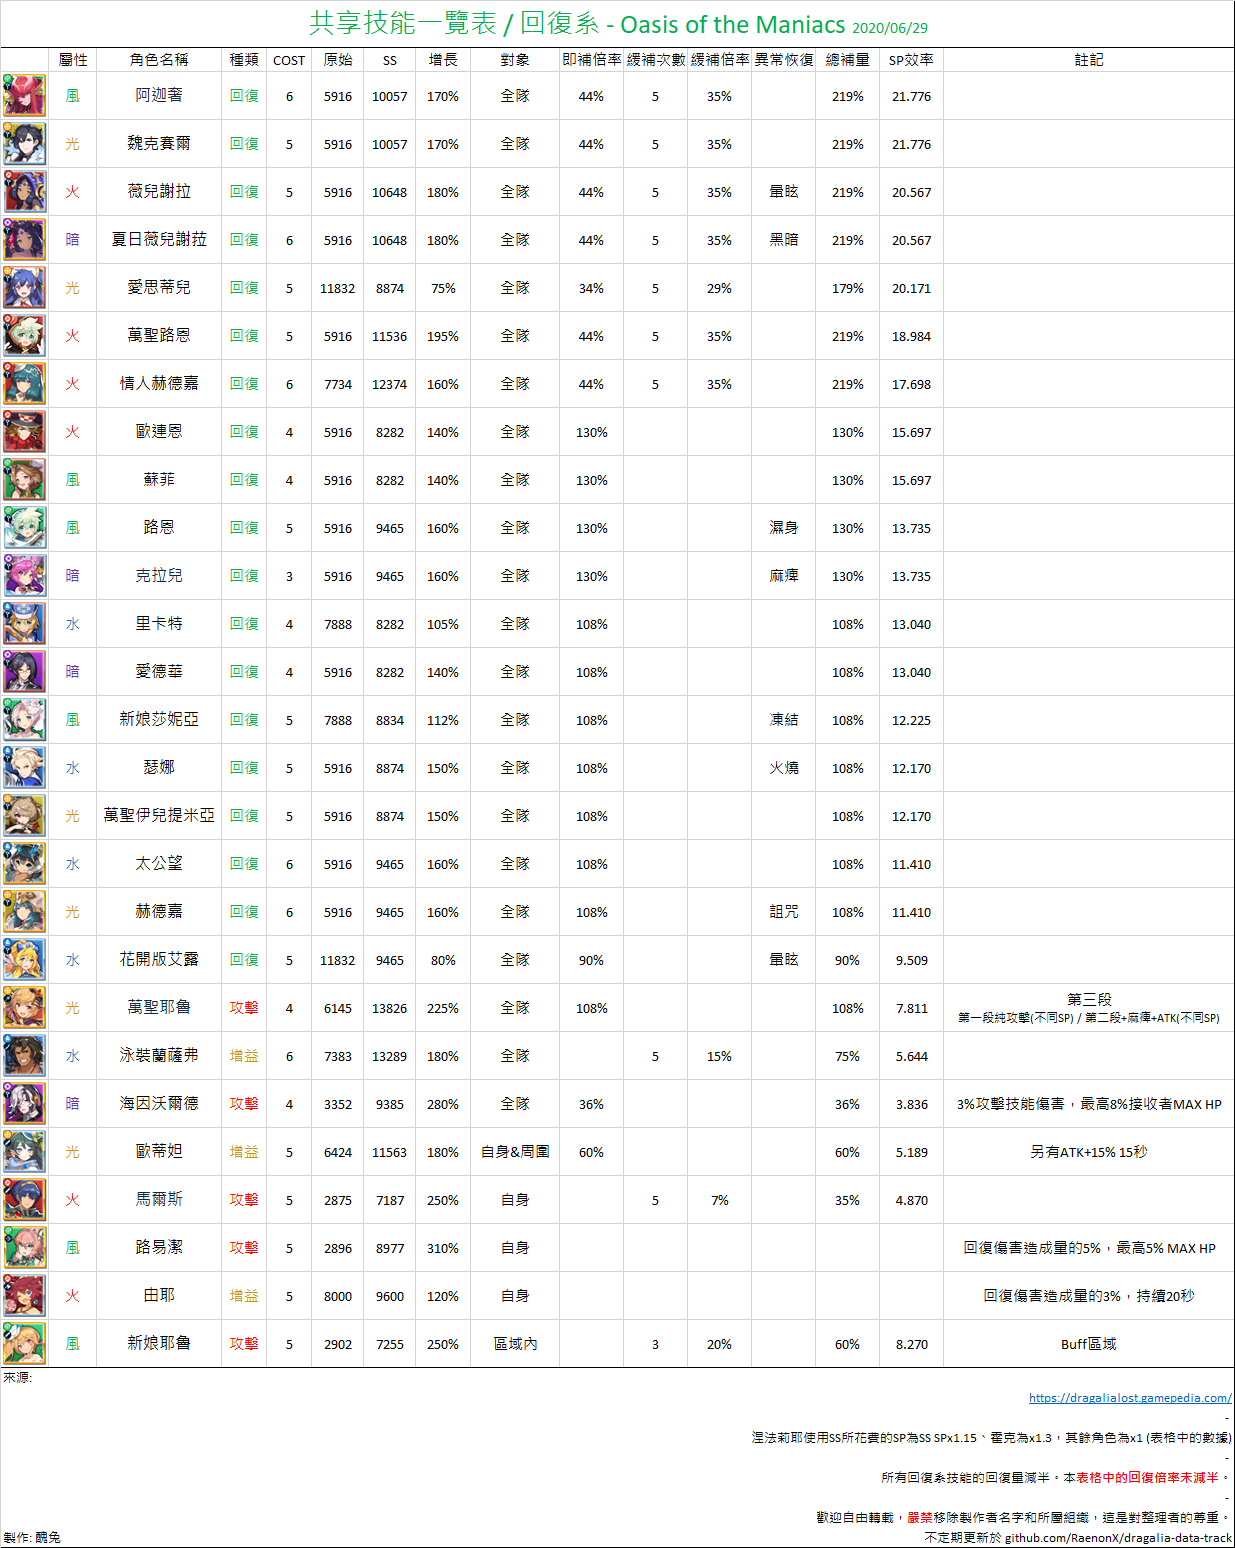 共享技能一覽表 / 回復系 - Oasis of the Maniacs 2020/06/29
屬性 角色名稱 種類 COST 原始 SS 增長 對象 即補倍率 緩補次數 緩補倍率 異常恢復 總補量 SP效率 註記
風 阿迦奢 回復 6 5916 10057 170% 全隊 44% 5 35% 219% 21.776
光 魏克賽爾 回復 5 5916 10057 170% 全隊 44% 5 35% 219% 21.776
火 薇兒謝拉 回復 5 5916 10648 180% 全隊 44% 5 35% 暈眩 219% 20.567
暗 夏日薇兒謝菈 回復 6 5916 10648 180% 全隊 44% 5 35% 黑暗 219% 20.567
光 愛思蒂兒 回復 5 11832 8874 75% 全隊 34% 5 29% 179% 20.171
火 萬聖路恩 回復 5 5916 11536 195% 全隊 44% 5 35% 219% 18.984
火 情人赫德嘉 回復 6 7734 12374 160% 全隊 44% 5 35% 219% 17.698
火 歐連恩 回復 4 5916 8282 140% 全隊 130% 130% 15.697
風 蘇菲 回復 4 5916 8282 140% 全隊 130% 130% 15.697
風 路恩 回復 5 5916 9465 160% 全隊 130% 濕身 130% 13.735
暗 克拉兒 回復 3 5916 9465 160% 全隊 130% 麻痺 130% 13.735
水 里卡特 回復 4 7888 8282 105% 全隊 108% 108% 13.040
暗 愛德華 回復 4 5916 8282 140% 全隊 108% 108% 13.040
風 新娘莎妮亞 回復 5 7888 8834 112% 全隊 108% 凍結 108% 12.225
水 瑟娜 回復 5 5916 8874 150% 全隊 108% 火燒 108% 12.170
光 萬聖伊兒提米亞 回復 5 5916 8874 150% 全隊 108% 108% 12.170
水 太公望 回復 6 5916 9465 160% 全隊 108% 108% 11.410
光 赫德嘉 回復 6 5916 9465 160% 全隊 108% 詛咒 108% 11.410
水 花開版艾露 回復 5 11832 9465 80% 全隊 90% 暈眩 90% 9.509
光 萬聖耶魯 攻擊 4 6145 13826 225% 全隊 108% 108% 7.811 第三段
第一段純攻擊(不同SP) / 第二段+麻痺+ATK(不同SP)
水 泳裝蘭薩弗 增益 6 7383 13289 180% 全隊 5 15% 75% 5.644
暗 海因沃爾德 攻擊 4 3352 9385 280% 全隊 36% 36% 3.836 3%攻擊技能傷害，最高8%接收者MAX HP
光 歐蒂妲 增益 5 6424 11563 180% 自身&周圍 60% 60% 5.189 另有ATK+15% 15秒
火 馬爾斯 攻擊 5 2875 7187 250% 自身 5 7% 35% 4.870
風 路易潔 攻擊 5 2896 8977 310% 自身 回復傷害造成量的5%，最高5% MAX HP
火 由耶 增益 5 8000 9600 120% 自身 回復傷害造成量的3%，持續20秒
風 新娘耶魯 攻擊 5 2902 7255 250% 區域內 3 20% 60% 8.270 Buff區域
來源:
https://dragalialost.gamepedia.com/
-
涅法莉耶使用SS所花費的SP為SS SPx1.15、霍克為x1.3，其餘角色為x1 (表格中的數據)
-
所有回復系技能的回復量減半。本表格中的回復倍率未減半。
-
歡迎自由轉載，嚴禁移除製作者名字和所屬組織，這是對整理者的尊重。
製作: 醜兔 不定期更新於 github.com/RaenonX/dragalia-data-track